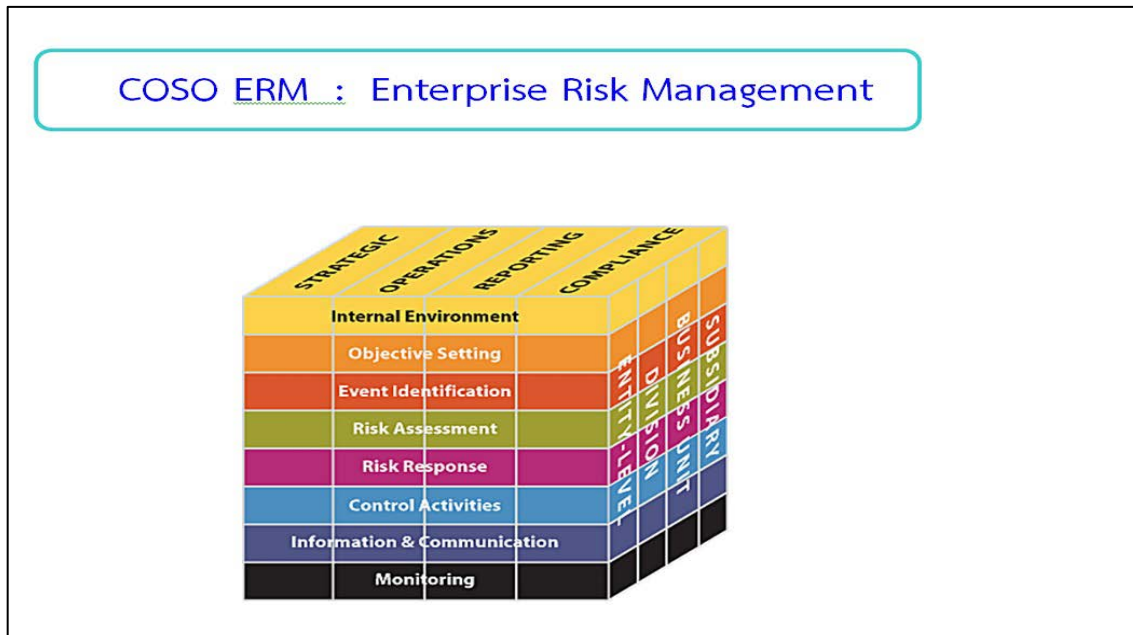 COSO ERM : Enterprise Risk Management
STRATEGIC
OPERATIONS
REPORTING
COMPLIANCE
Internal Environment
Objective Setting
Event Identification
Risk Assessment
Risk Response
Control Activities
Information & Communication
Monitoring
ENTITY-LEVEL
DIVISION
BUSINESS UNIT
SUBSIDIARY